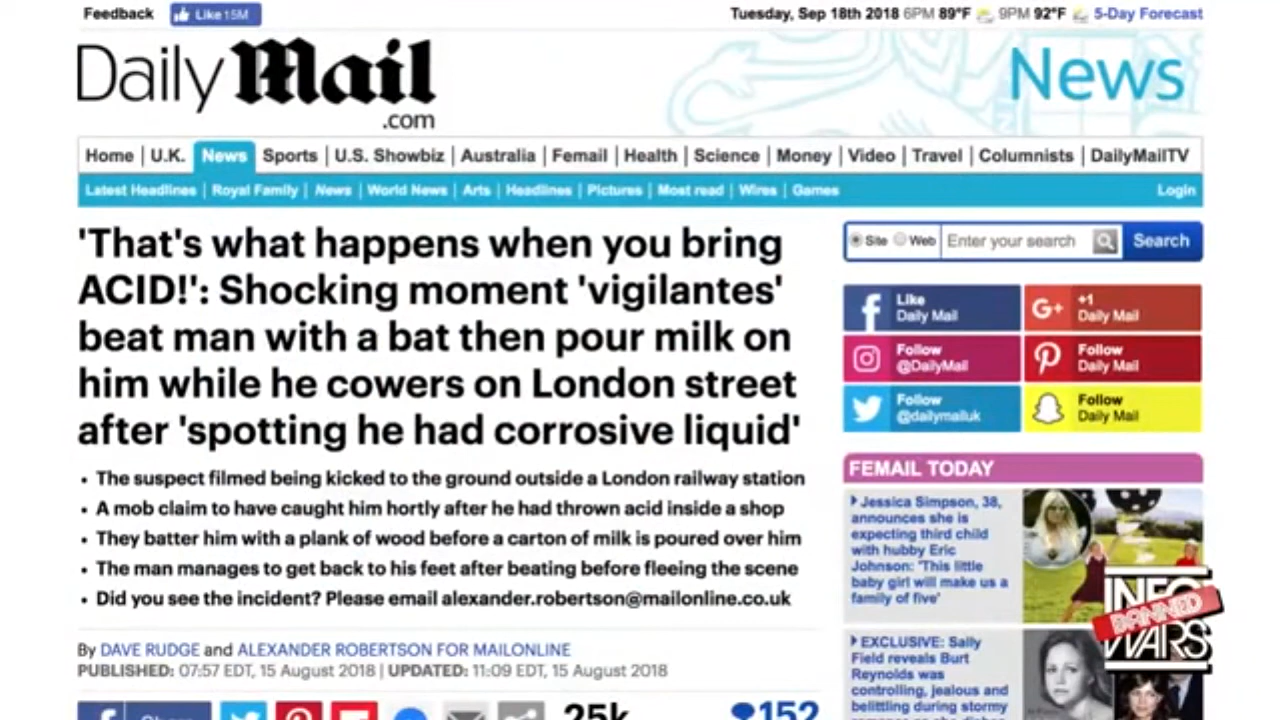 Feedback
Like 15M
Tuesday, Sep 18th 2018 6PM 89°F 9PM 92°F 5-Day Forecast
Daily Mail
.com
News
Home U.K. News Sports U.S. Showbiz Australia Femail Health Science Money Video Travel Columnists DailyMailTV
Latest Headlines Royal Family News World News Arts Headlines Pictures Most read Wires Games Login
'That's what happens when you bring
ACID!': Shocking moment 'vigilantes'
beat man with a bat then pour milk on
him while he cowers on London street
after 'spotting he had corrosive liquid'
The suspect filmed being kicked to the ground outside a London railway station
A mob claim to have caught him hortly after he had thrown acid inside a shop
They batter him with a plank of wood before a carton of milk is poured over him
The man manages to get back to his feet after beating before fleeing the scene
Did you see the incident? Please email alexander.robertson@mailonline.co.uk
By DAVE RUDGE and ALEXANDER ROBERTSON FOR MAILONLINE
PUBLISHED: 07:57 EDT, 15 August 2018 | UPDATED: 11:09 EDT, 15 August 2018
Share
25k
152
Site Web Enter your search Search
Like
Daily Mail
G+ +1
Daily Mail
Follow
@DailyMail
Follow
Daily Mail
Follow
@dailymailuk
Follow
Daily Mail
FEMAIL TODAY
Jessica Simpson, 38,
announces she is
expecting third child
with hubby Eric
Johnson: 'This little
baby girl will make us a
family of five'
EXCLUSIVE: Sally
Field reveals Burt
Reynolds was
controlling, jealous and
belittling during stormy
INFO
BANNED
WARS